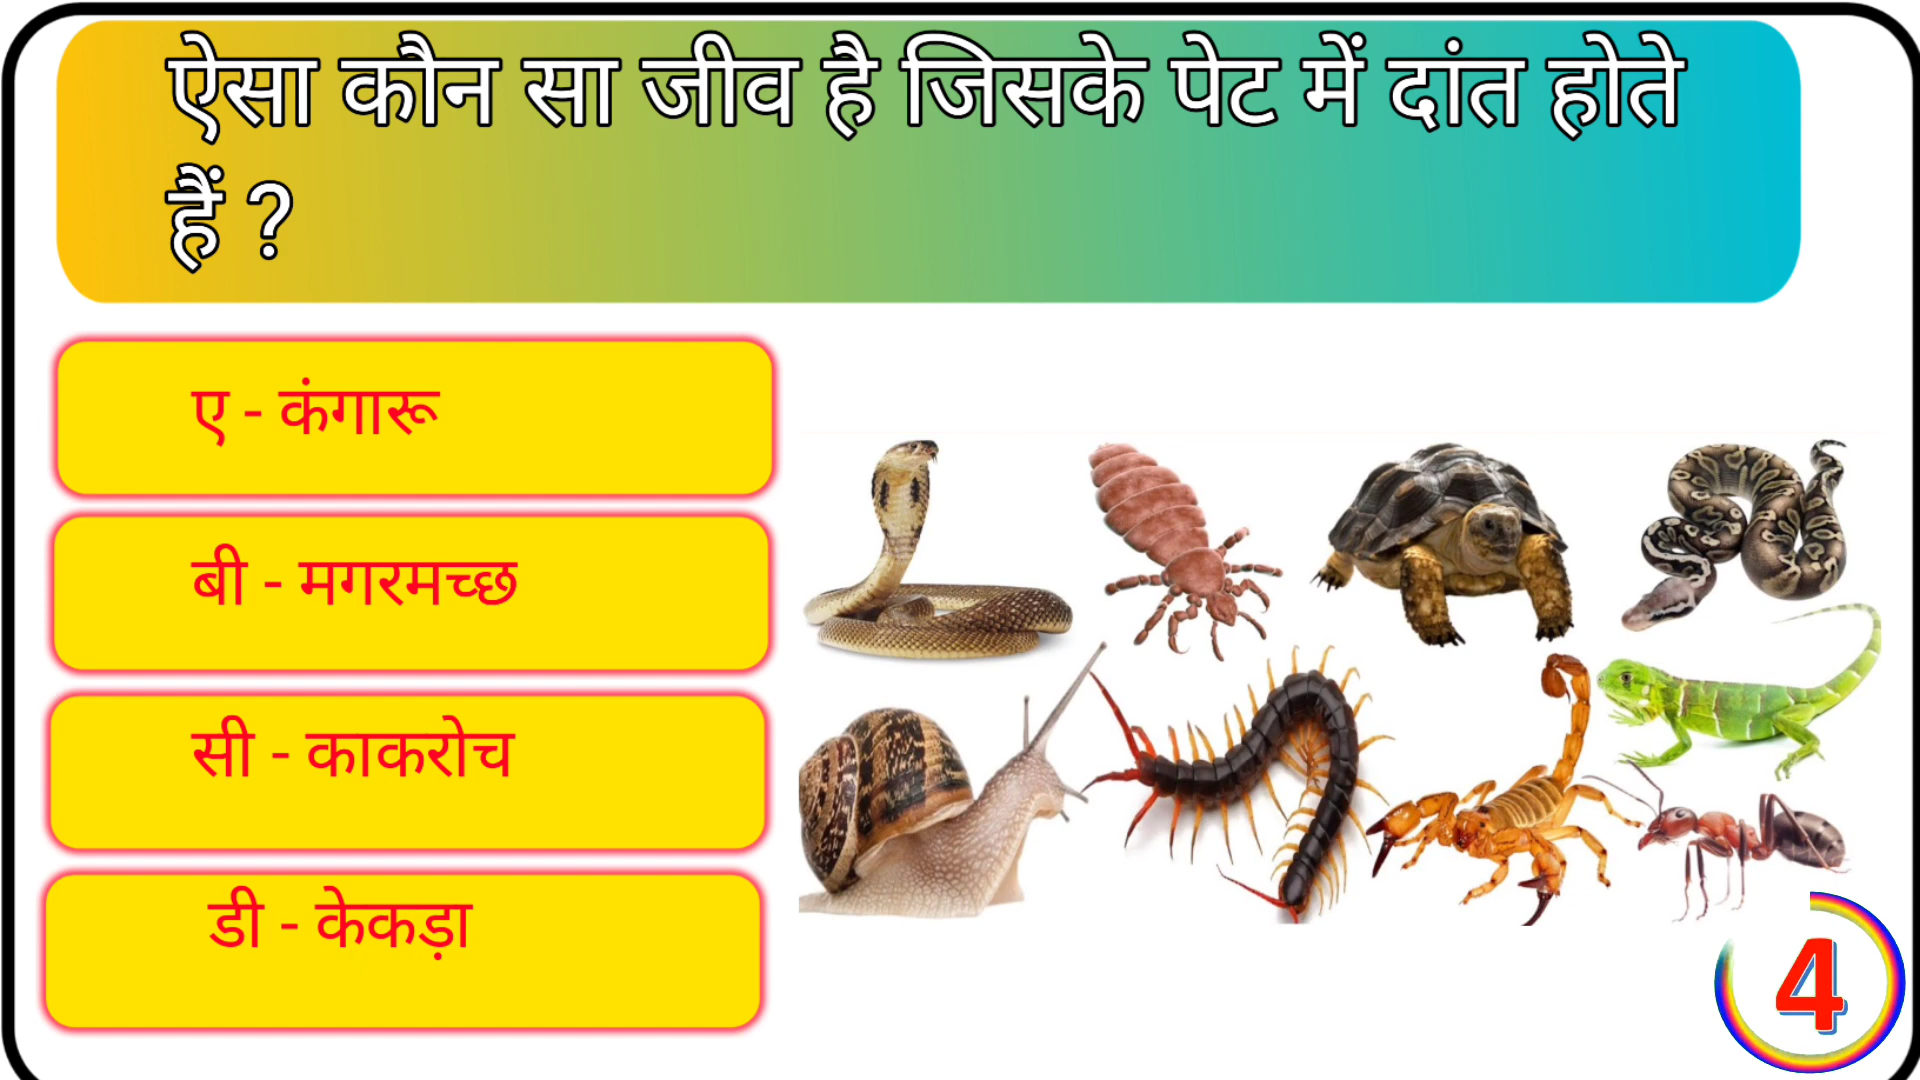 ऐसा कौन सा जीव है जिसके पेट में दांत होते
हैं ?
ए - कंगारू
बी - मगरमच्छ
सी - काकरोच
डी - केकड़ा
4